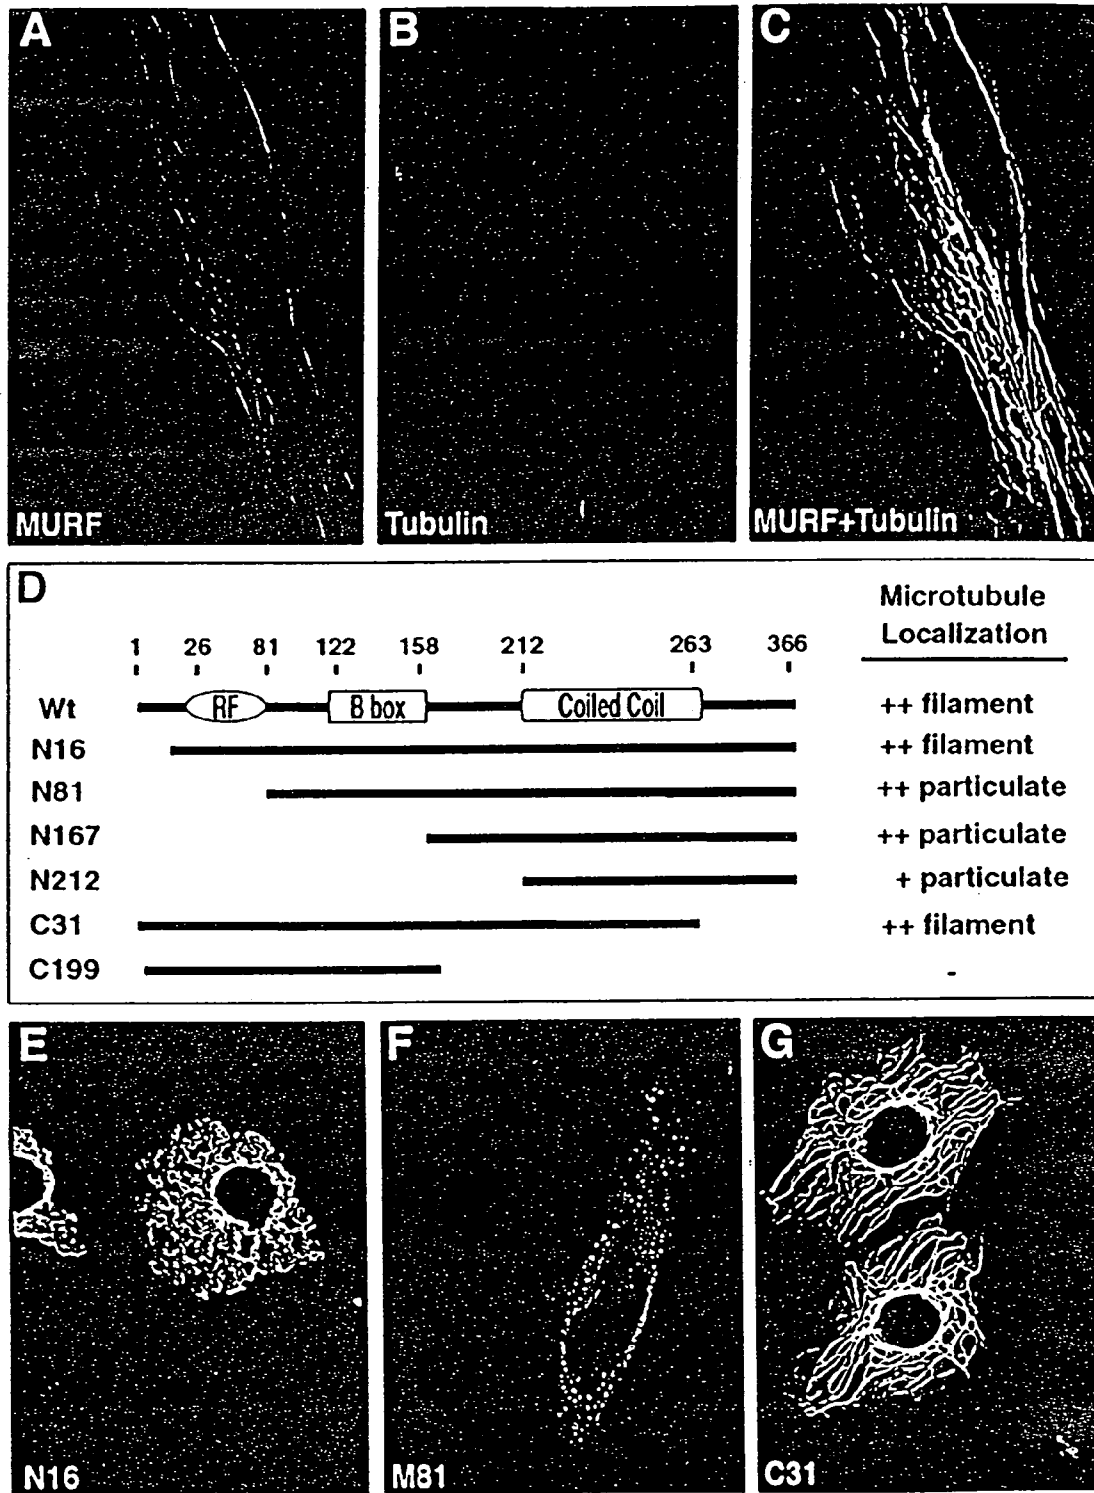 A
B
C
MURF
Tubulin
MURF+Tubulin
D
Microtubule
Localization
1 26 81 122 158 212 263 366
Wt RF B box Coiled Coil ++ filament
N16 ++ filament
N81 ++ particulate
N167 ++ particulate
N212 + particulate
C31 ++ filament
C199 -
E
F
G
N16
M81
C31